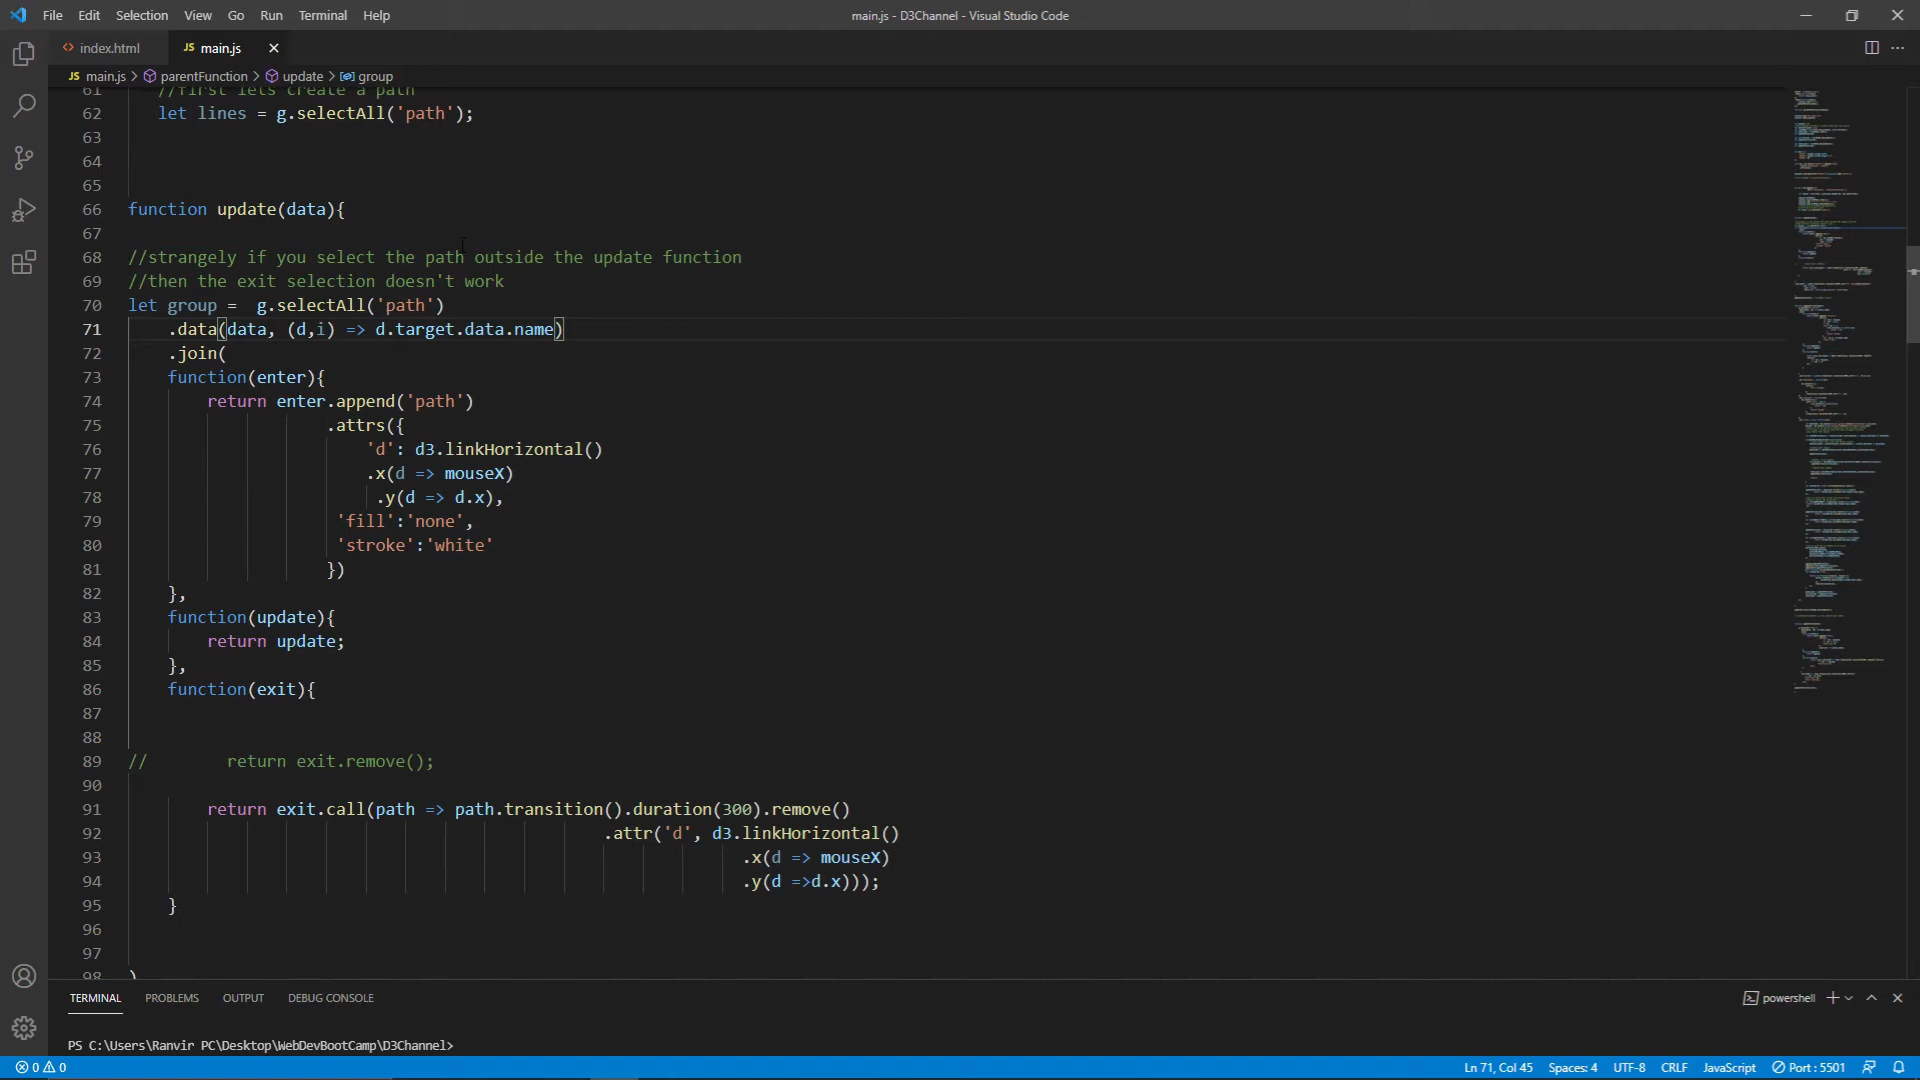 File Edit Selection View Go Run Terminal Help
main.js - D3Channel - Visual Studio Code
index.html
JS main.js
JS main.js > parentFunction > update > group
61 //first lets create a path
62 let lines = g.selectAll('path');
63
64
65
66 function update(data){
67
68 //strangely if you select the path outside the update function
69 //then the exit selection doesn't work
70 let group =  g.selectAll('path')
71 .data(data, (d,i) => d.target.data.name)
72 .join(
73 function(enter){
74 return enter.append('path')
75 .attrs({
76 'd': d3.linkHorizontal()
77 .x(d => mouseX)
78 .y(d => d.x),
79 'fill':'none',
80 'stroke':'white'
81 })
82 },
83 function(update){
84 return update;
85 },
86 function(exit){
87
88
89 //        return exit.remove();
90
91 return exit.call(path => path.transition().duration(300).remove()
92 .attr('d', d3.linkHorizontal()
93 .x(d => mouseX)
94 .y(d =>d.x)));
95 }
96
97
98 )
TERMINAL PROBLEMS OUTPUT DEBUG CONSOLE
powershell
PS C:\Users\Ranvir PC\Desktop\WebDevBootCamp\D3Channel>
0 0
Ln 71, Col 45 Spaces: 4 UTF-8 CRLF JavaScript Port : 5501